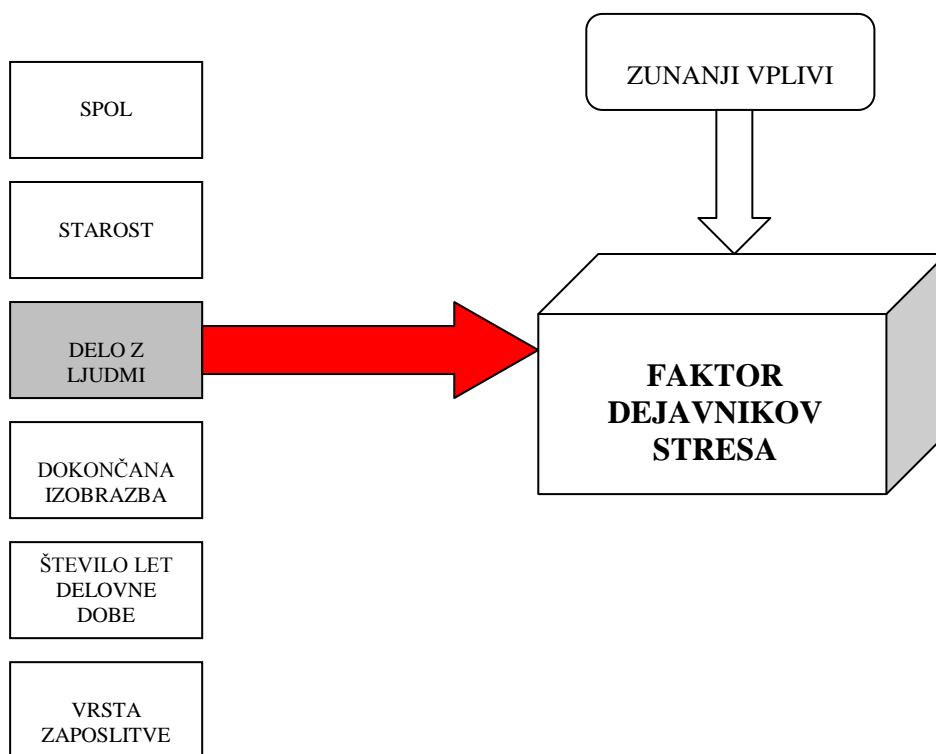 SPOL
STAROST
DELO Z
LJUDMI
DOKONČANA
IZOBRAZBA
ŠTEVILO LET
DELOVNE
DOBE
VRSTA
ZAPOSLITVE
ZUNANJI VPLIVI
FAKTOR
DEJAVNIKOV
STRESA